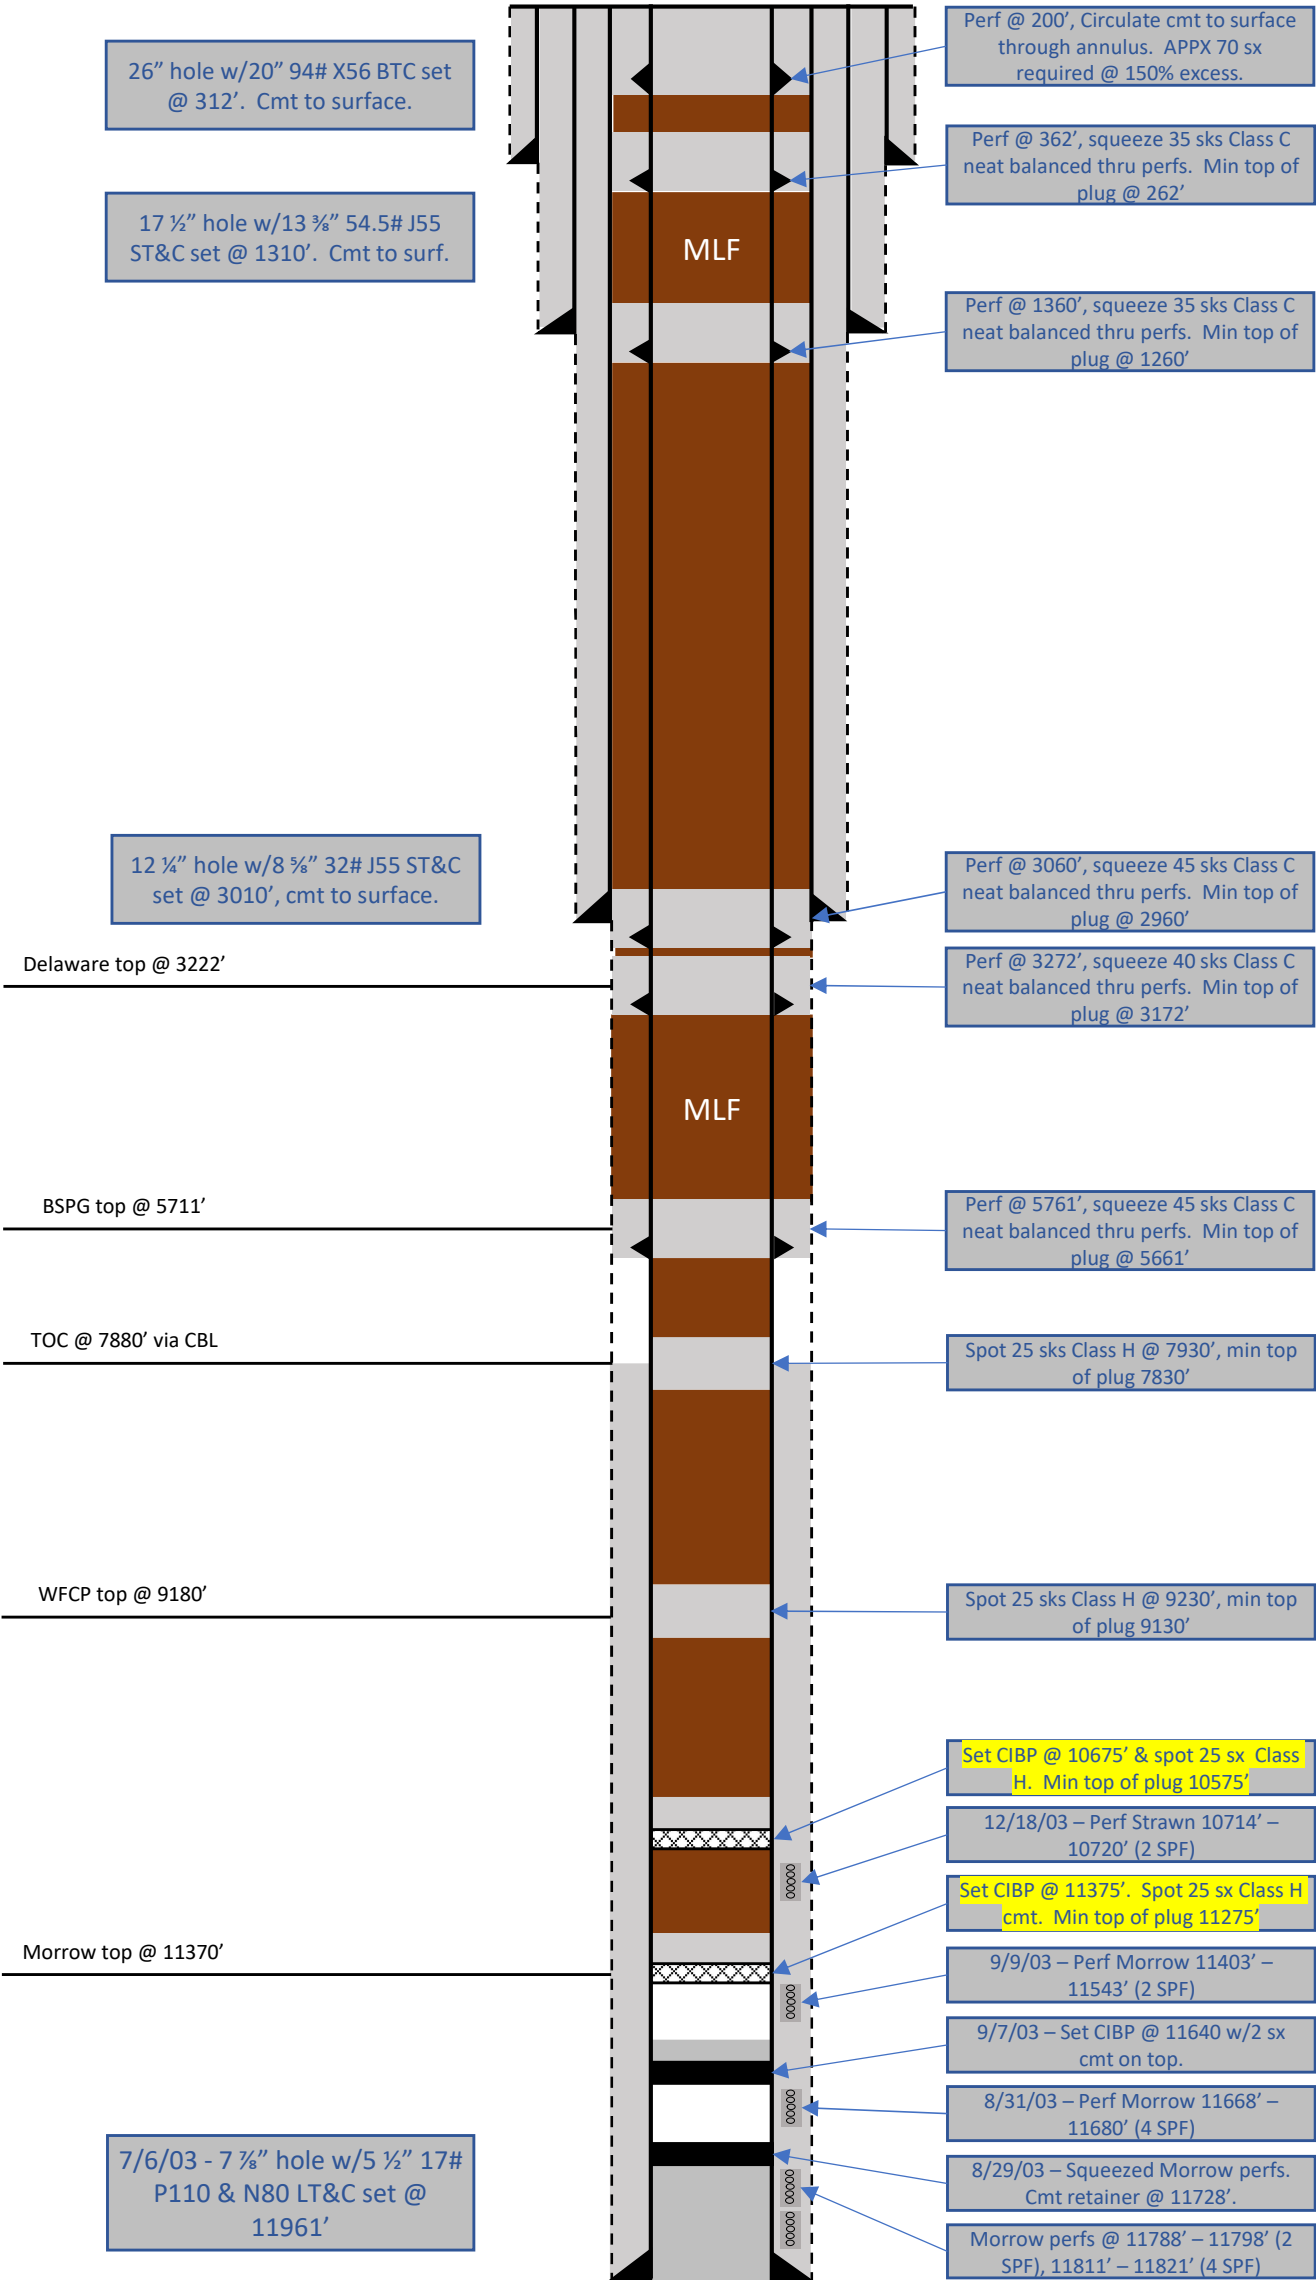 Perf @ 200’, Circulate cmt to surface
through annulus.  APPX 70 sx
required @ 150% excess.
26” hole w/20” 94# X56 BTC set
@ 312’.  Cmt to surface.
Perf @ 362’, squeeze 35 sks Class C
neat balanced thru perfs.  Min top of
plug @ 262’
17 ½” hole w/13 ⅜” 54.5# J55
ST&C set @ 1310’.  Cmt to surf.
MLF
Perf @ 1360’, squeeze 35 sks Class C
neat balanced thru perfs.  Min top of
plug @ 1260’
12 ¼” hole w/8 ⅝” 32# J55 ST&C
set @ 3010’, cmt to surface.
Perf @ 3060’, squeeze 45 sks Class C
neat balanced thru perfs.  Min top of
plug @ 2960’
Delaware top @ 3222’
Perf @ 3272’, squeeze 40 sks Class C
neat balanced thru perfs.  Min top of
plug @ 3172’
MLF
BSPG top @ 5711’
Perf @ 5761’, squeeze 45 sks Class C
neat balanced thru perfs.  Min top of
plug @ 5661’
TOC @ 7880’ via CBL
Spot 25 sks Class H @ 7930’, min top
of plug 7830’
WFCP top @ 9180’
Spot 25 sks Class H @ 9230’, min top
of plug 9130’
Set CIBP @ 10675’ & spot 25 sx  Class
H.  Min top of plug 10575’
12/18/03 – Perf Strawn 10714’ –
10720’ (2 SPF)
Set CIBP @ 11375’.  Spot 25 sx Class H
cmt.  Min top of plug 11275’
Morrow top @ 11370’
9/9/03 – Perf Morrow 11403’ –
11543’ (2 SPF)
9/7/03 – Set CIBP @ 11640 w/2 sx
cmt on top.
8/31/03 – Perf Morrow 11668’ –
11680’ (4 SPF)
7/6/03 - 7 ⅞” hole w/5 ½” 17#
P110 & N80 LT&C set @
11961’
8/29/03 – Squeezed Morrow perfs.
Cmt retainer @ 11728’.
Morrow perfs @ 11788’ – 11798’ (2
SPF), 11811’ – 11821’ (4 SPF)